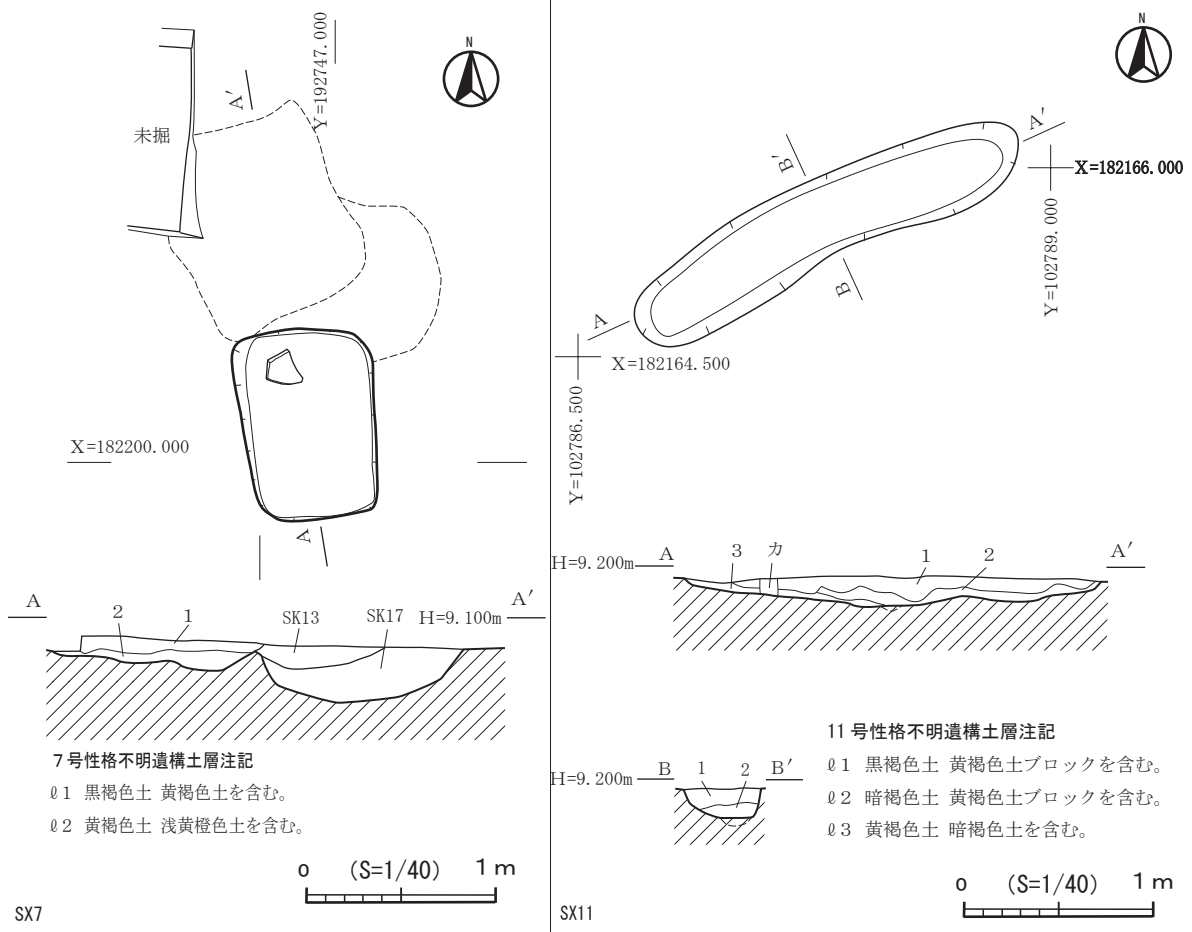 N
Y=192747.000
A′
未掘
X=182200.000
A
A
A′
2
1
SK13
SK17
H=9.100m
7号性格不明遺構土層注記
ℓ1 黒褐色土 黄褐色土を含む。
ℓ2 黄褐色土 浅黄橙色土を含む。
0 (S=1/40) 1m
SX7
N
A′
B′
X=182166.000
Y=102789.000
B
A
X=182164.500
Y=102786.500
H=9.200m
A
3
カ
1
2
A′
H=9.200m
B
1
2
B′
11号性格不明遺構土層注記
ℓ1 黒褐色土 黄褐色土ブロックを含む。
ℓ2 暗褐色土 黄褐色土ブロックを含む。
ℓ3 黄褐色土 暗褐色土を含む。
0 (S=1/40) 1m
SX11